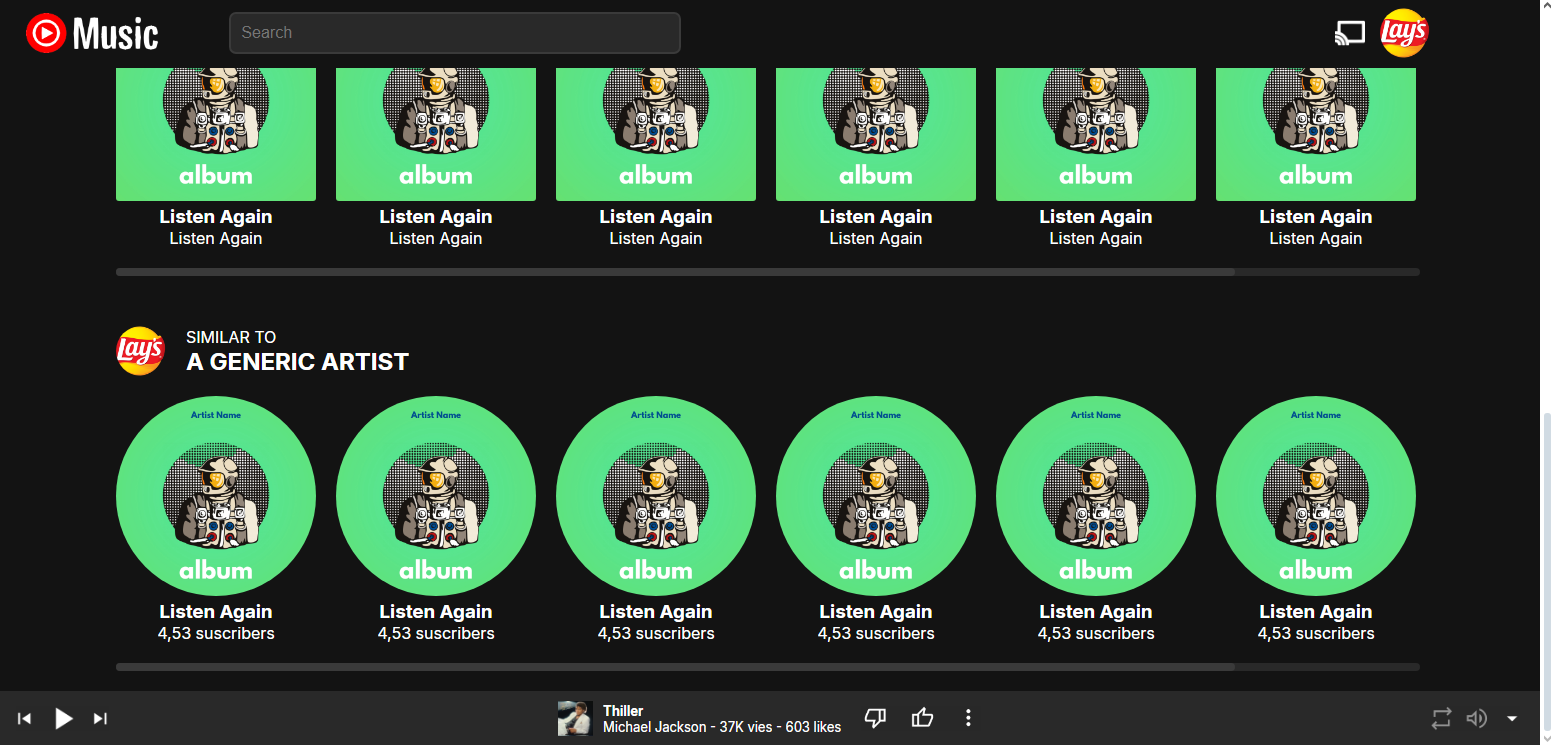 Music
Search
Lay's
album album album album album album
Listen Again Listen Again Listen Again Listen Again Listen Again Listen Again
Listen Again Listen Again Listen Again Listen Again Listen Again Listen Again
Lay's
SIMILAR TO
A GENERIC ARTIST
Artist Name Artist Name Artist Name Artist Name Artist Name Artist Name
album album album album album album
Listen Again Listen Again Listen Again Listen Again Listen Again Listen Again
4,53 suscribers 4,53 suscribers 4,53 suscribers 4,53 suscribers 4,53 suscribers 4,53 suscribers
Thiller
Michael Jackson - 37K vies - 603 likes